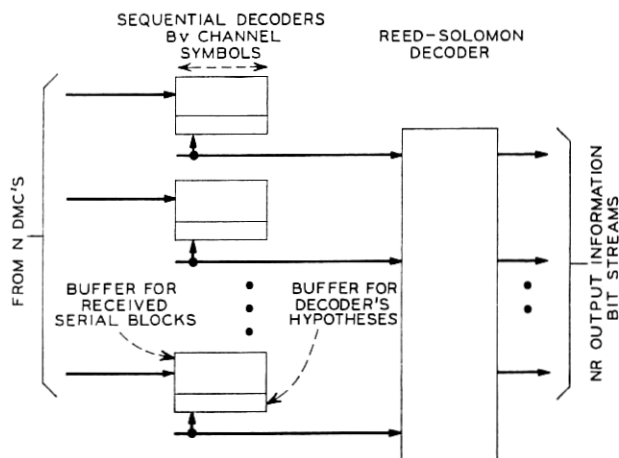 SEQUENTIAL DECODERS
Bν CHANNEL
SYMBOLS
REED-SOLOMON
DECODER
FROM N DMC'S
BUFFER FOR
RECEIVED
SERIAL BLOCKS
BUFFER FOR
DECODER'S
HYPOTHESES
NR OUTPUT INFORMATION
BIT STREAMS